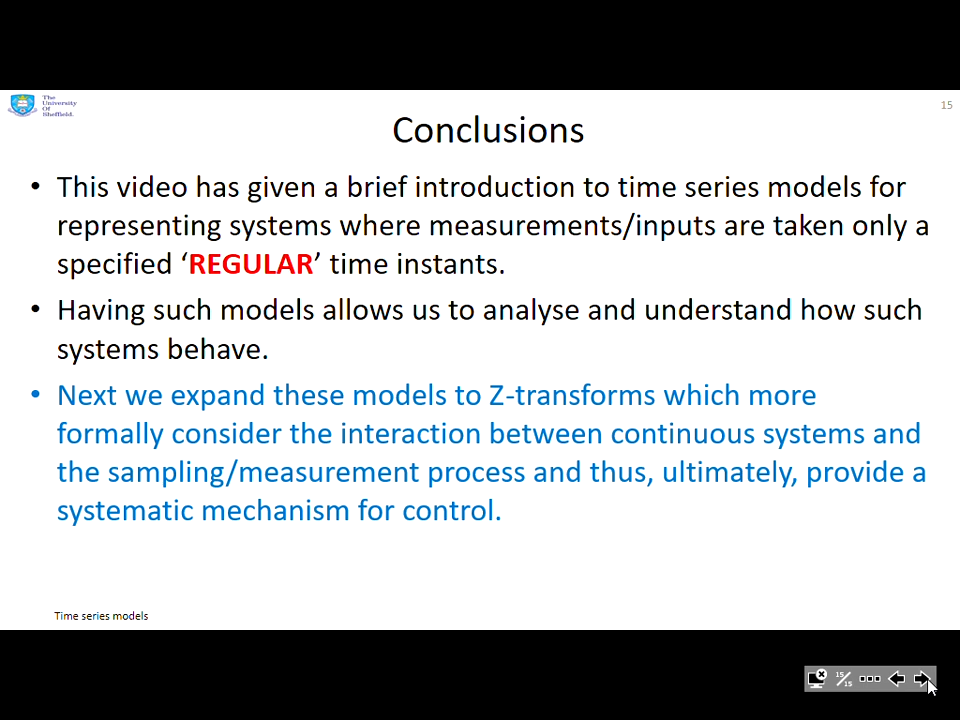 The
University
Of
Sheffield.
15
Conclusions
• This video has given a brief introduction to time series models for
representing systems where measurements/inputs are taken only a
specified ‘REGULAR’ time instants.
• Having such models allows us to analyse and understand how such
systems behave.
• Next we expand these models to Z-transforms which more
formally consider the interaction between continuous systems and
the sampling/measurement process and thus, ultimately, provide a
systematic mechanism for control.
Time series models
15/15